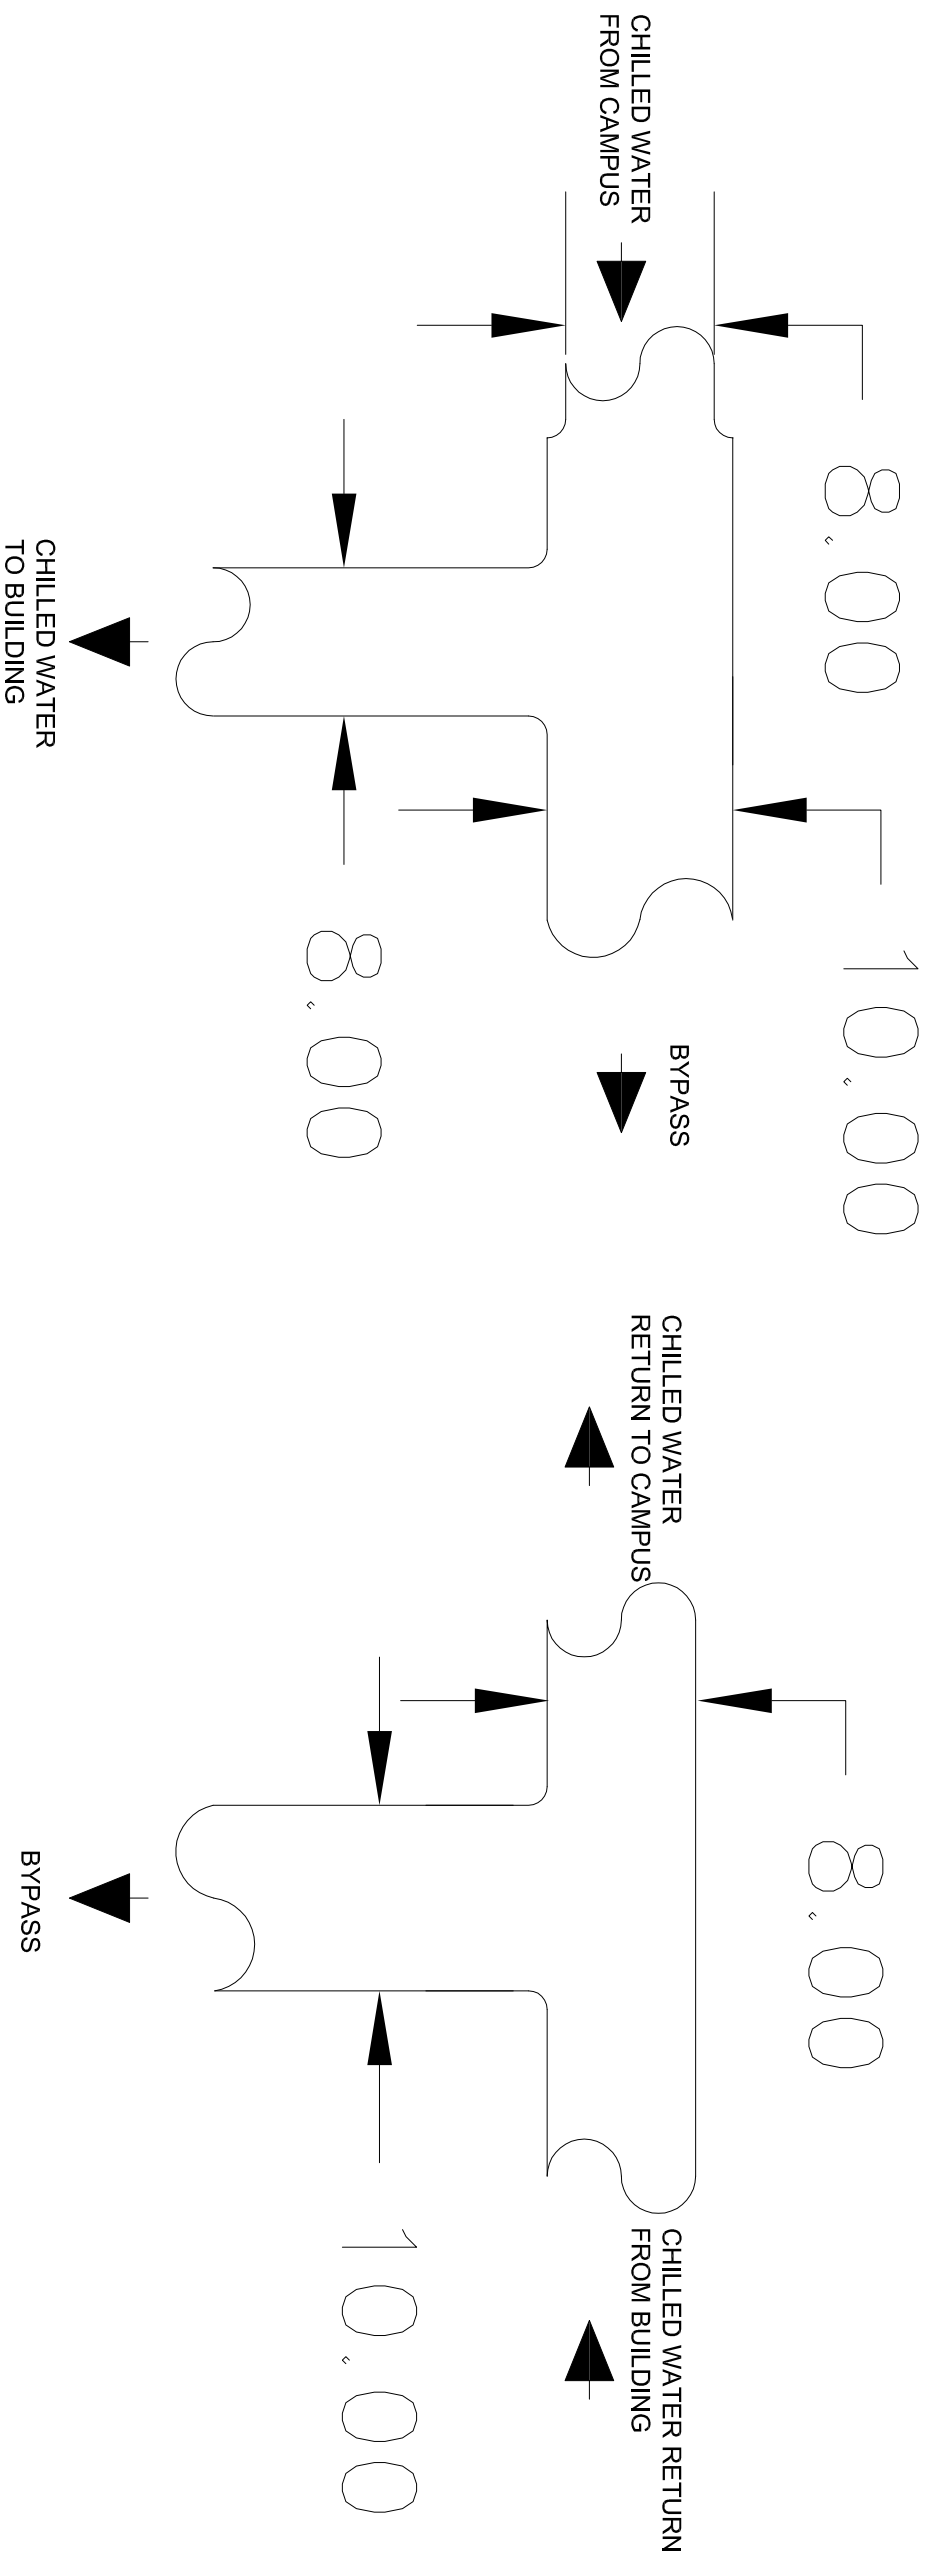 CHILLED WATER
FROM CAMPUS
8.00
10.00
BYPASS
CHILLED WATER
TO BUILDING
8.00
CHILLED WATER
RETURN TO CAMPUS
8.00
CHILLED WATER RETURN
FROM BUILDING
BYPASS
10.00